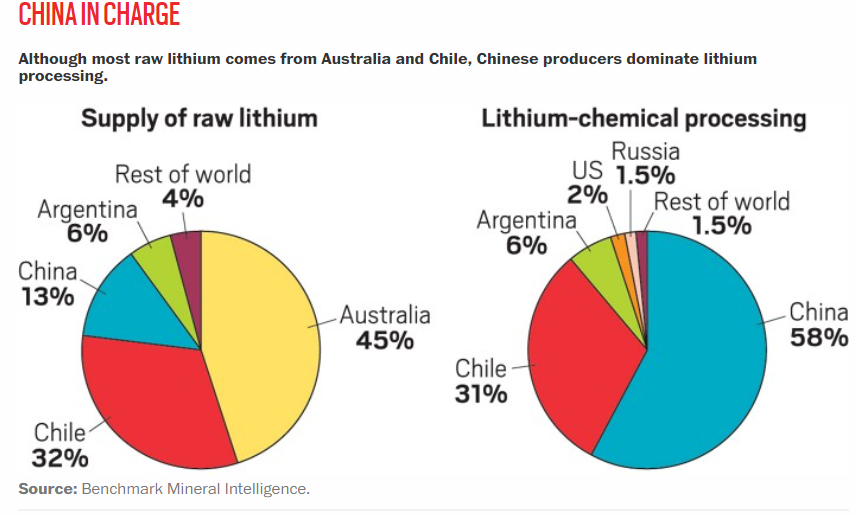 CHINA IN CHARGE
Although most raw lithium comes from Australia and Chile, Chinese producers dominate lithium
processing.
Supply of raw lithium
Rest of world
4%
Argentina
6%
China
13%
Australia
45%
Chile
32%
Lithium-chemical processing
Russia
1.5%
US
2%
Rest of world
1.5%
Argentina
6%
China
58%
Chile
31%
Source: Benchmark Mineral Intelligence.